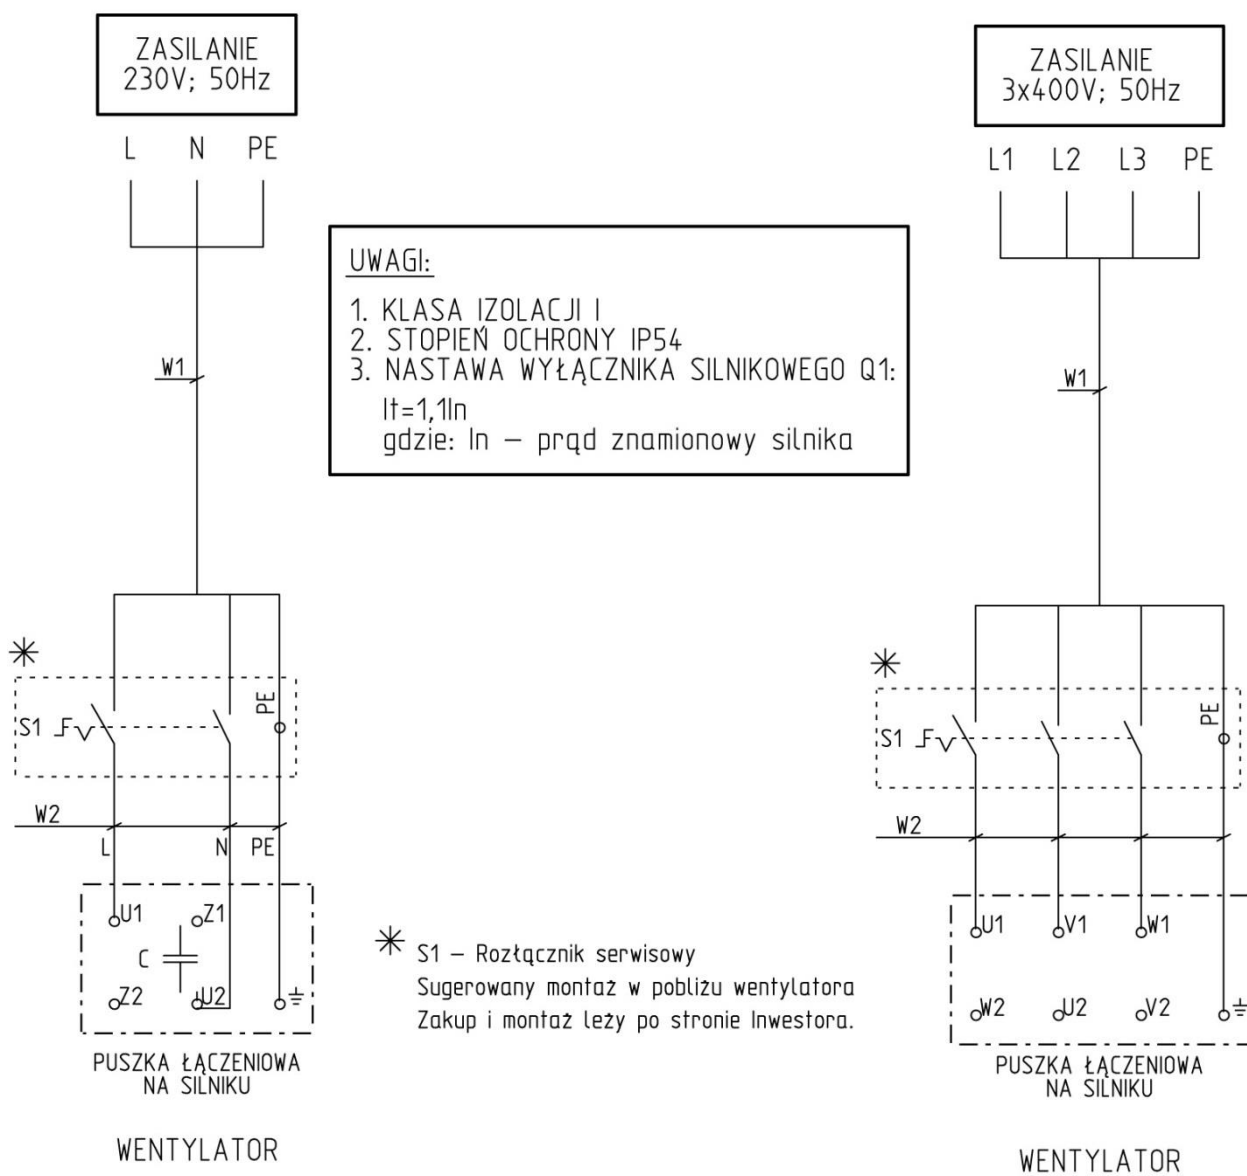 ZASILANIE
230V; 50Hz
L N PE
W1
S1
PE
W2
L N PE
U1 Z1
C
Z2 U2
PUSZKA ŁĄCZENIOWA
NA SILNIKU
WENTYLATOR
UWAGI:
1. KLASA IZOLACJI I
2. STOPIEŃ OCHRONY IP54
3. NASTAWA WYŁĄCZNIKA SILNIKOWEGO Q1:
It=1,1In
gdzie: In – prąd znamionowy silnika
S1 – Rozłącznik serwisowy
Sugerowany montaż w pobliżu wentylatora
Zakup i montaż leży po stronie Inwestora.
ZASILANIE
3x400V; 50Hz
L1 L2 L3 PE
W1
S1
PE
W2
U1 V1 W1
W2 U2 V2
PUSZKA ŁĄCZENIOWA
NA SILNIKU
WENTYLATOR